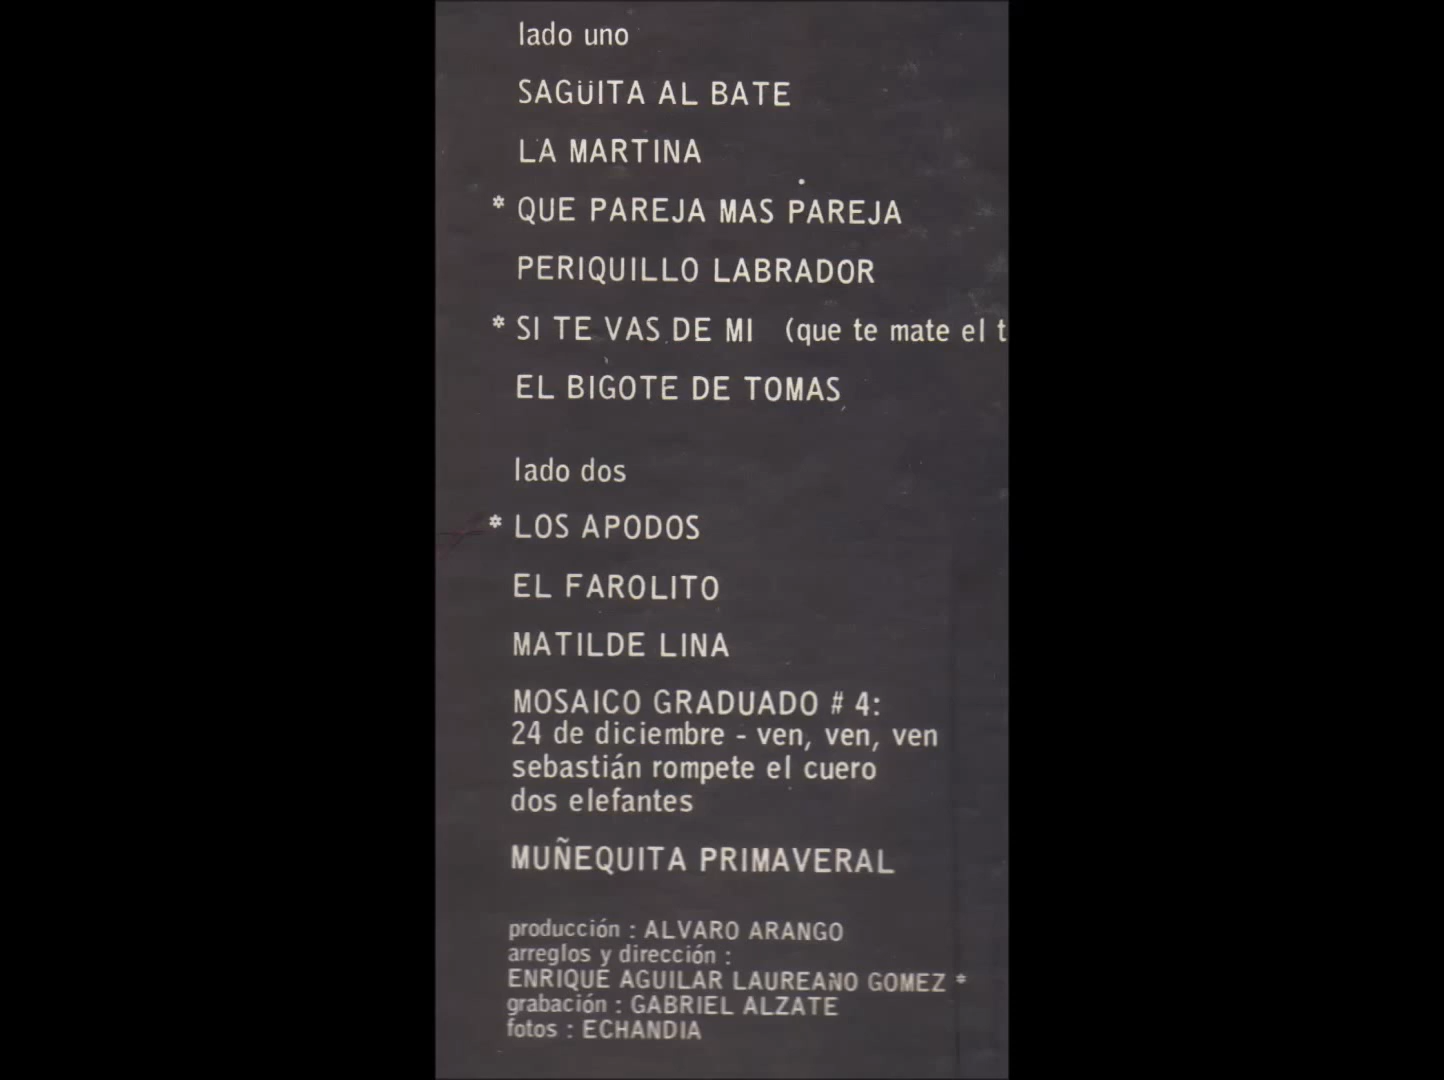 lado uno
SAGÜITA AL BATE
LA MARTINA
* QUE PAREJA MAS PAREJA
PERIQUILLO LABRADOR
* SI TE VAS DE MI (que te mate el t
EL BIGOTE DE TOMAS
lado dos
* LOS APODOS
EL FAROLITO
MATILDE LINA
MOSAICO GRADUADO # 4:
24 de diciembre - ven, ven, ven
sebastián rompete el cuero
dos elefantes
MUÑEQUITA PRIMAVERAL
producción : ALVARO ARANGO
arreglos y dirección :
ENRIQUE AGUILAR LAUREANO GOMEZ *
grabación : GABRIEL ALZATE
fotos : ECHANDIA